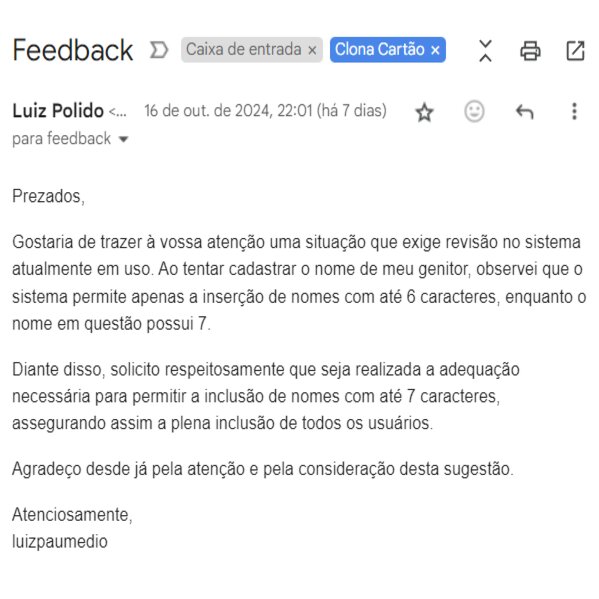 Feedback
Caixa de entrada ×
Clona Cartão ×
Luiz Polido <...
16 de out. de 2024, 22:01 (há 7 dias)
para feedback
Prezados,
Gostaria de trazer à vossa atenção uma situação que exige revisão no sistema
atualmente em uso. Ao tentar cadastrar o nome de meu genitor, observei que o
sistema permite apenas a inserção de nomes com até 6 caracteres, enquanto o
nome em questão possui 7.
Diante disso, solicito respeitosamente que seja realizada a adequação
necessária para permitir a inclusão de nomes com até 7 caracteres,
assegurando assim a plena inclusão de todos os usuários.
Agradeço desde já pela atenção e pela consideração desta sugestão.
Atenciosamente,
luizpaumedio